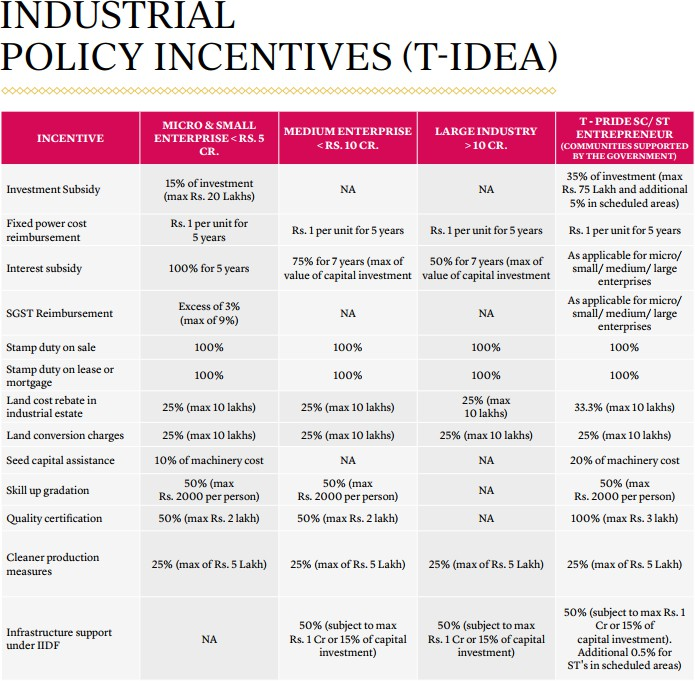 INDUSTRIAL
POLICY INCENTIVES (T-IDEA)
INCENTIVE
MICRO & SMALL
ENTERPRISE < RS. 5
CR.
MEDIUM ENTERPRISE
< RS. 10 CR.
LARGE INDUSTRY
> 10 CR.
T - PRIDE SC/ ST
ENTREPRENEUR
(COMMUNITIES SUPPORTED
BY THE GOVERNMENT)
Investment Subsidy
15% of investment
(max Rs. 20 Lakhs)
NA
NA
35% of investment (max
Rs. 75 Lakh and additional
5% in scheduled areas)
Fixed power cost
reimbursement
Rs. 1 per unit for
5 years
Rs. 1 per unit for 5 years
Rs. 1 per unit for 5 years
Rs. 1 per unit for 5 years
Interest subsidy
100% for 5 years
75% for 7 years (max of
value of capital investment
50% for 7 years (max of
value of capital investment
As applicable for micro/
small/ medium/ large
enterprises
SGST Reimbursement
Excess of 3%
(max of 9%)
NA
NA
As applicable for micro/
small/ medium/ large
enterprises
Stamp duty on sale
100%
100%
100%
100%
Stamp duty on lease or
mortgage
100%
100%
100%
100%
Land cost rebate in
industrial estate
25% (max 10 lakhs)
25% (max 10 lakhs)
25% (max
10 lakhs)
33.3% (max 10 lakhs)
Land conversion charges
25% (max 10 lakhs)
25% (max 10 lakhs)
25% (max 10 lakhs)
25% (max 10 lakhs)
Seed capital assistance
10% of machinery cost
NA
NA
20% of machinery cost
Skill up gradation
50% (max
Rs. 2000 per person)
50% (max
Rs. 2000 per person)
NA
50% (max
Rs. 2000 per person)
Quality certification
50% (max Rs. 2 lakh)
50% (max Rs. 2 lakh)
NA
100% (max Rs. 3 lakh)
Cleaner production
measures
25% (max of Rs. 5 Lakh)
25% (max of Rs. 5 Lakh)
25% (max of Rs. 5 Lakh)
25% (max of Rs. 5 Lakh)
Infrastructure support
under IIDF
NA
50% (subject to max
Rs. 1 Cr or 15% of capital
investment)
50% (subject to max
Rs. 1 Cr or 15% of capital
investment)
50% (subject to max Rs. 1
Cr or 15% of
capital investment).
Additional 0.5% for
ST's in scheduled areas)